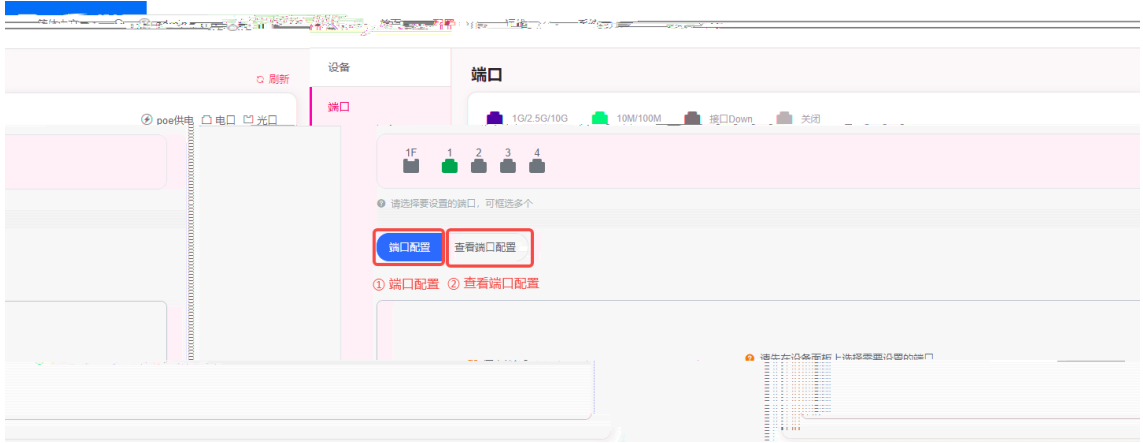 设备
刷新
端口
端口
poe供电 电口 光口
1G/2.5G/10G 10M/100M 接口Down 关闭
1F 1 2 3 4
请选择要设置的端口，可框选多个
端口配置 查看端口配置
① 端口配置 ② 查看端口配置
请先在设备面板上选择需要设置的端口